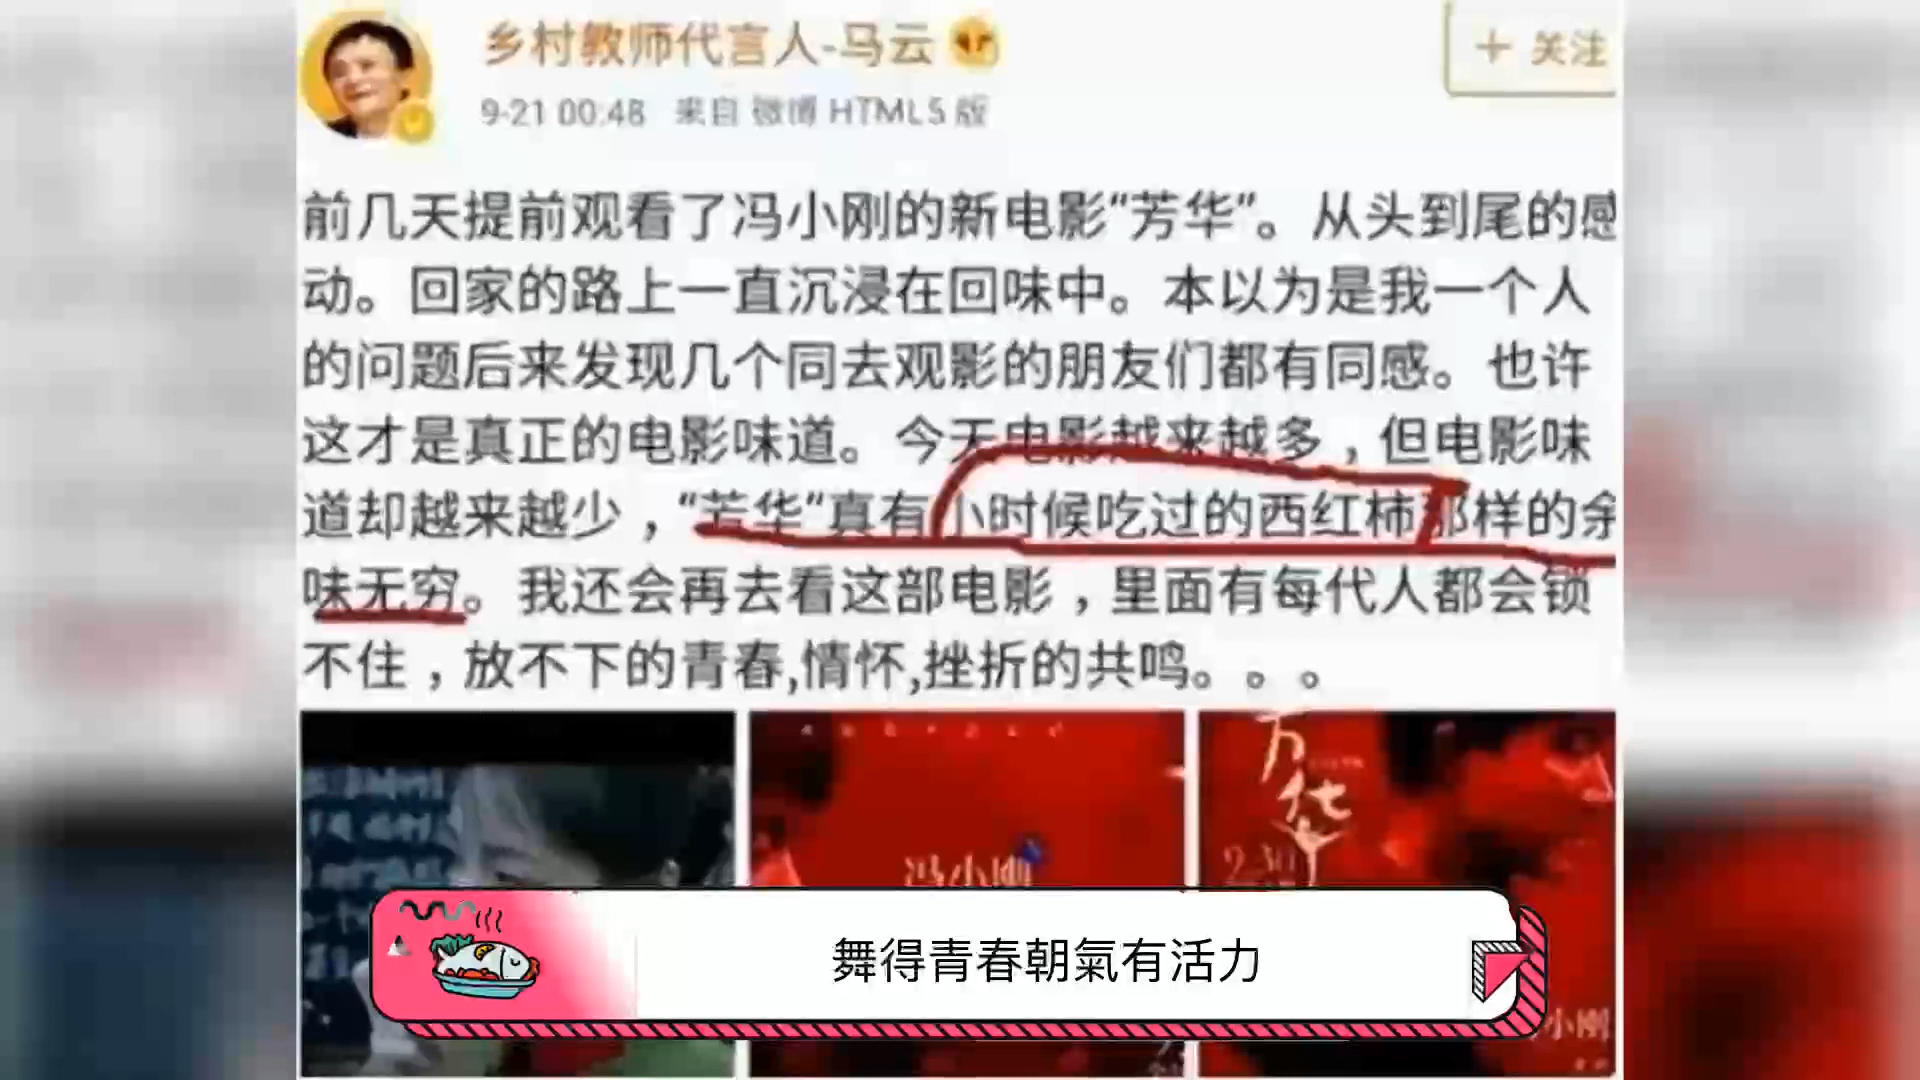 乡村教师代言人-马云
+ 关注
9-21 00:48 来自 微博 HTML5 版
前几天提前观看了冯小刚的新电影“芳华”。从头到尾的感
动。回家的路上一直沉浸在回味中。本以为是我一个人
的问题后来发现几个同去观影的朋友们都有同感。也许
这才是真正的电影味道。今天电影越来越多，但电影味
道却越来越少，“芳华”真有小时候吃过的西红柿那样的余
味无穷。我还会再去看这部电影，里面有每代人都会锁
不住，放不下的青春,情怀,挫折的共鸣。。。
冯小刚
芳华
小刚
舞得青春朝氣有活力